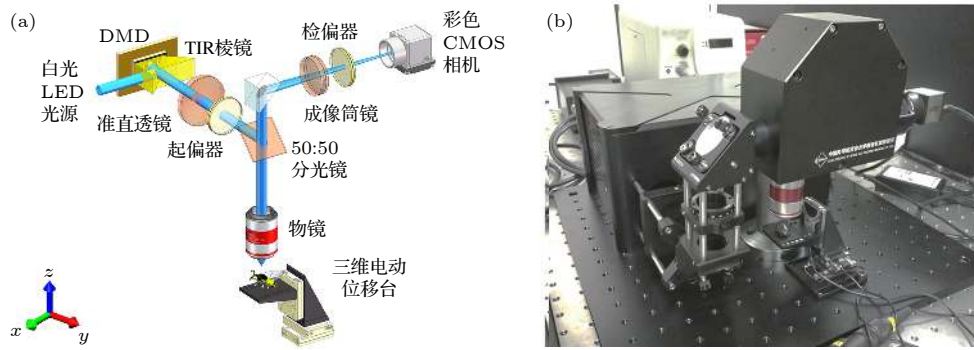 (a)
DMD
TIR棱镜
白光
LED
光源
准直透镜
起偏器
检偏器
彩色
CMOS
相机
成像筒镜
50:50
分光镜
物镜
三维电动
位移台
z
x
y
(b)